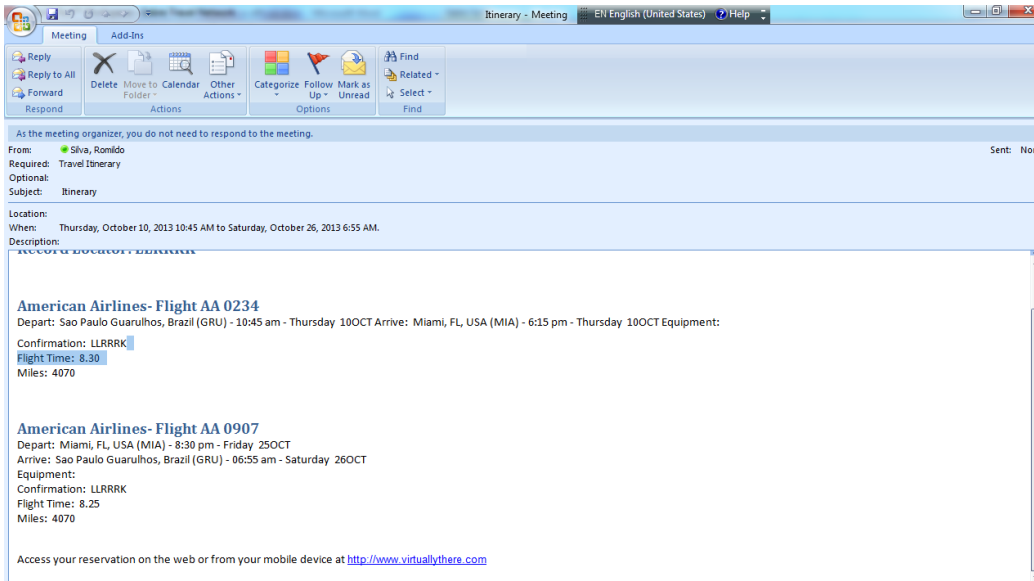 Itinerary - Meeting EN English (United States) Help
Meeting Add-Ins
Reply
Reply to All
Forward
Delete Move to Folder Calendar Other Actions Categorize Follow Up Mark as Unread
Find
Related
Select
Respond Actions Options Find
As the meeting organizer, you do not need to respond to the meeting.
From: Silva, Romildo Sent:
Required: Travel Itinerary
Optional:
Subject: Itinerary
Location:
When: Thursday, October 10, 2013 10:45 AM to Saturday, October 26, 2013 6:55 AM.
Description:
Record Locator: LLRRRK
American Airlines- Flight AA 0234
Depart: Sao Paulo Guarulhos, Brazil (GRU) - 10:45 am - Thursday 10OCT Arrive: Miami, FL, USA (MIA) - 6:15 pm - Thursday 10OCT Equipment:
Confirmation: LLRRRK
Flight Time: 8.30
Miles: 4070
American Airlines- Flight AA 0907
Depart: Miami, FL, USA (MIA) - 8:30 pm - Friday 25OCT
Arrive: Sao Paulo Guarulhos, Brazil (GRU) - 06:55 am - Saturday 26OCT
Equipment:
Confirmation: LLRRRK
Flight Time: 8.25
Miles: 4070
Access your reservation on the web or from your mobile device at http://www.virtuallythere.com